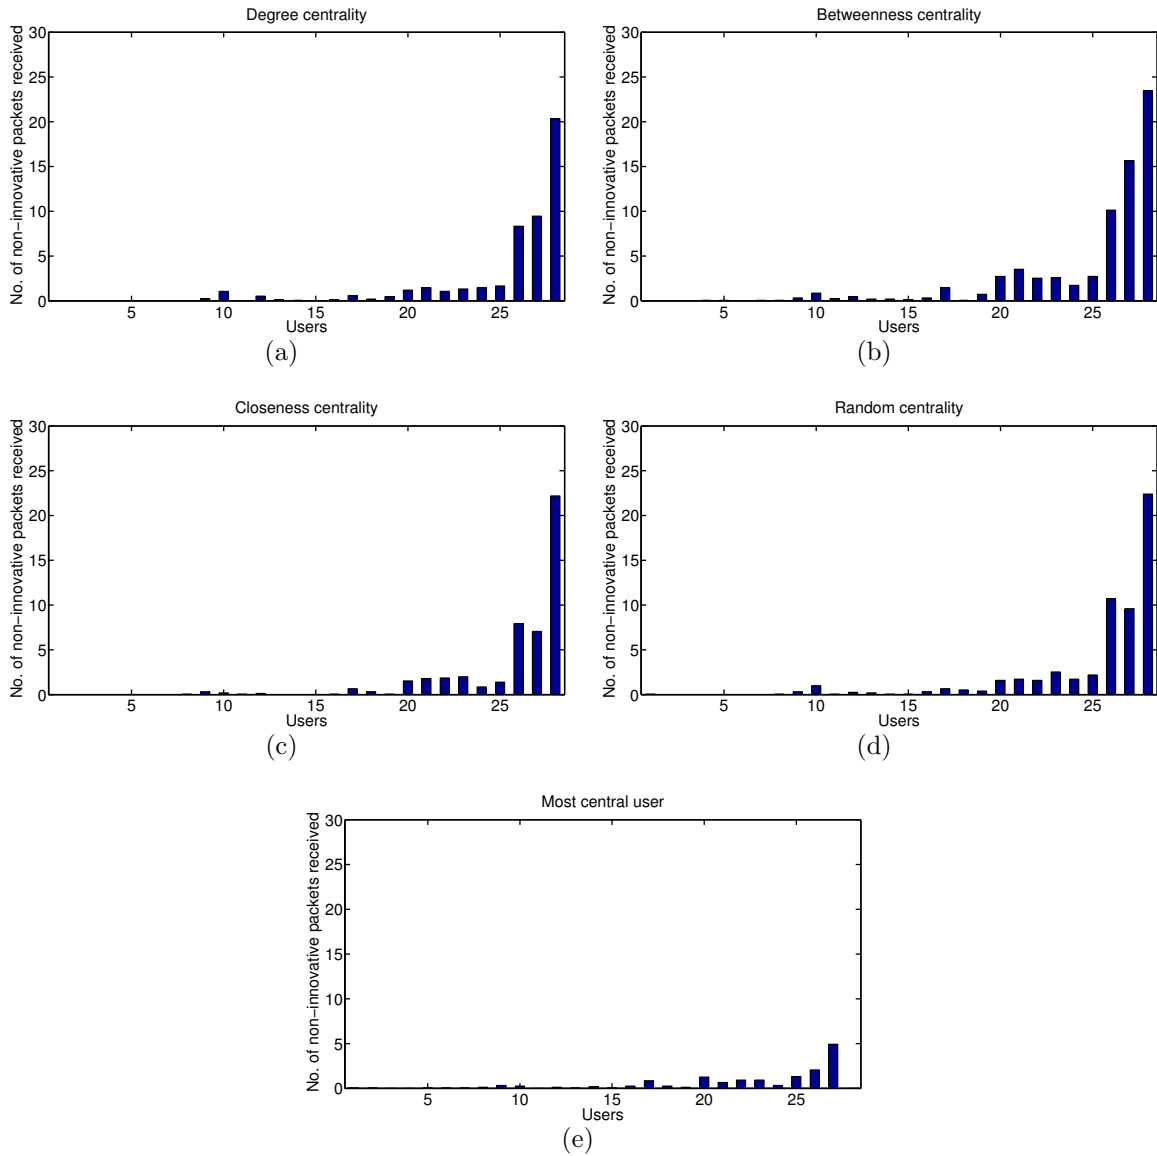 Degree centrality
No. of non−innovative packets received
30
25
20
15
10
5
0
5 10 15 20 25
Users
(a)
Betweenness centrality
No. of non−innovative packets received
30
25
20
15
10
5
0
5 10 15 20 25
Users
(b)
Closeness centrality
No. of non−innovative packets received
30
25
20
15
10
5
0
5 10 15 20 25
Users
(c)
Random centrality
No. of non−innovative packets received
30
25
20
15
10
5
0
5 10 15 20 25
Users
(d)
Most central user
No. of non−innovative packets received
30
25
20
15
10
5
0
5 10 15 20 25
Users
(e)